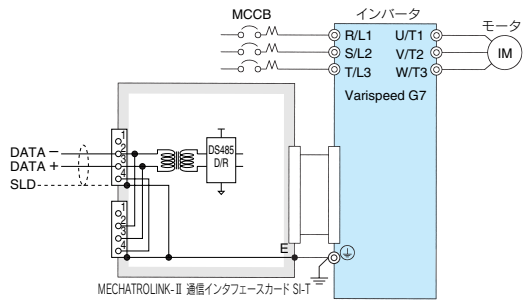 MCCB
インバータ
モータ
R/L1 U/T1
S/L2 V/T2
T/L3 W/T3
IM
Varispeed G7
1
2
3
4
DS485
D/R
DATA −
DATA +
SLD
1
2
3
4
E
MECHATROLINK-Ⅱ 通信インタフェースカード SI-T